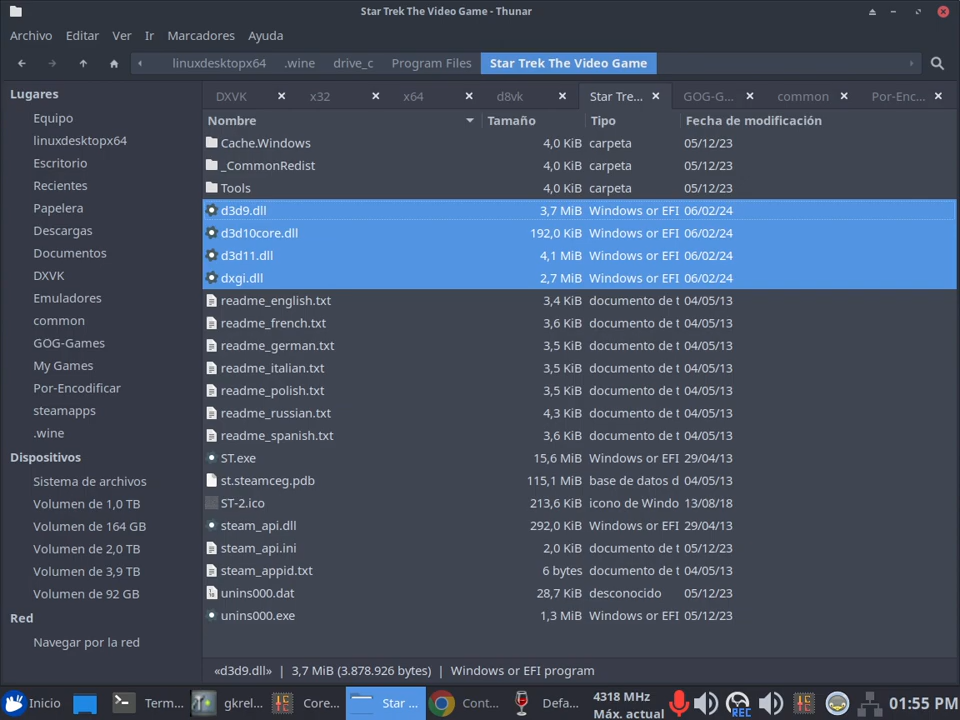 Star Trek The Video Game - Thunar
Archivo Editar Ver Ir Marcadores Ayuda
linuxdesktopx64 .wine drive_c Program Files Star Trek The Video Game
DXVK x32 x64 d8vk Star Tre... GOG-G... common Por-Enc...
Lugares
Equipo
linuxdesktopx64
Escritorio
Recientes
Papelera
Descargas
Documentos
DXVK
Emuladores
common
GOG-Games
My Games
Por-Encodificar
steamapps
.wine
Dispositivos
Sistema de archivos
Volumen de 1,0 TB
Volumen de 164 GB
Volumen de 2,0 TB
Volumen de 3,9 TB
Volumen de 92 GB
Red
Navegar por la red
Nombre Tamaño Tipo Fecha de modificación
Cache.Windows 4,0 KiB carpeta 05/12/23
_CommonRedist 4,0 KiB carpeta 05/12/23
Tools 4,0 KiB carpeta 05/12/23
d3d9.dll 3,7 MiB Windows or EFI 06/02/24
d3d10core.dll 192,0 KiB Windows or EFI 06/02/24
d3d11.dll 4,1 MiB Windows or EFI 06/02/24
dxgi.dll 2,7 MiB Windows or EFI 06/02/24
readme_english.txt 3,4 KiB documento de t 04/05/13
readme_french.txt 3,6 KiB documento de t 04/05/13
readme_german.txt 3,5 KiB documento de t 04/05/13
readme_italian.txt 3,5 KiB documento de t 04/05/13
readme_polish.txt 3,5 KiB documento de t 04/05/13
readme_russian.txt 4,3 KiB documento de t 04/05/13
readme_spanish.txt 3,6 KiB documento de t 04/05/13
ST.exe 15,6 MiB Windows or EFI 29/04/13
st.steamceg.pdb 115,1 MiB base de datos d 04/05/13
ST-2.ico 213,6 KiB icono de Windo 13/08/18
steam_api.dll 292,0 KiB Windows or EFI 29/04/13
steam_api.ini 2,0 KiB documento de t 05/12/23
steam_appid.txt 6 bytes documento de t 04/05/13
unins000.dat 28,7 KiB desconocido 05/12/23
unins000.exe 1,3 MiB Windows or EFI 05/12/23
«d3d9.dll» | 3,7 MiB (3.878.926 bytes) | Windows or EFI program
Inicio Term... gkrel... Core... Star ... Cont... Defa... 4318 MHz Máx. actual REC 01:55 PM